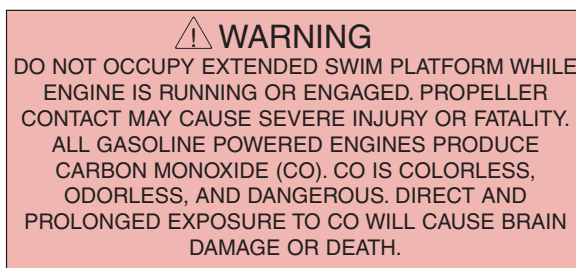 WARNING
DO NOT OCCUPY EXTENDED SWIM PLATFORM WHILE
ENGINE IS RUNNING OR ENGAGED. PROPELLER
CONTACT MAY CAUSE SEVERE INJURY OR FATALITY.
ALL GASOLINE POWERED ENGINES PRODUCE
CARBON MONOXIDE (CO). CO IS COLORLESS,
ODORLESS, AND DANGEROUS. DIRECT AND
PROLONGED EXPOSURE TO CO WILL CAUSE BRAIN
DAMAGE OR DEATH.